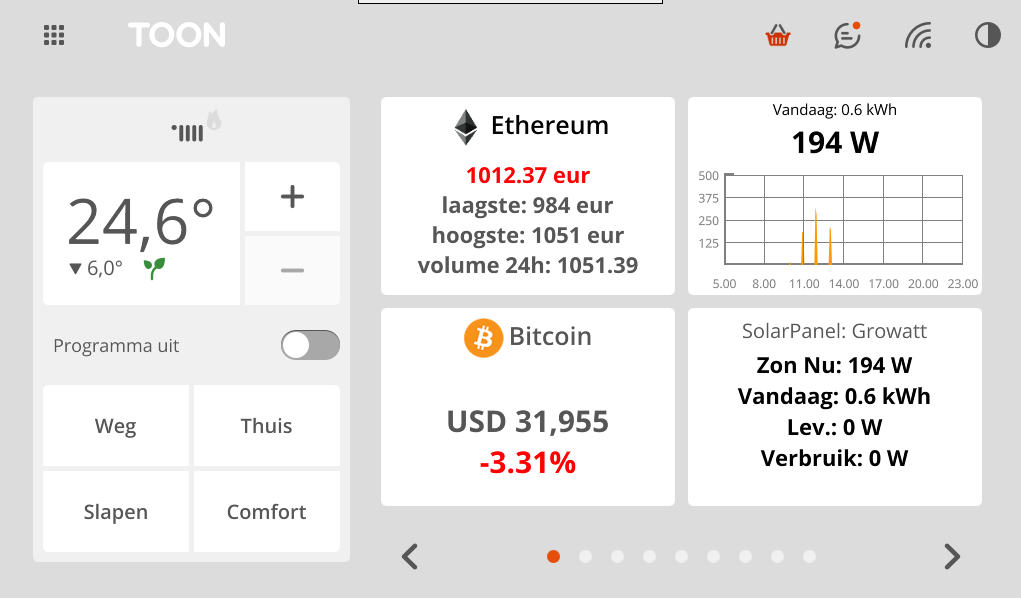 TOON
24,6°
▼ 6,0°
+
−
Programma uit
Weg
Thuis
Slapen
Comfort
Ethereum
1012.37 eur
laagste: 984 eur
hoogste: 1051 eur
volume 24h: 1051.39
Vandaag: 0.6 kWh
194 W
500
375
250
125
5.00 8.00 11.00 14.00 17.00 20.00 23.00
Bitcoin
USD 31,955
-3.31%
SolarPanel: Growatt
Zon Nu: 194 W
Vandaag: 0.6 kWh
Lev.: 0 W
Verbruik: 0 W